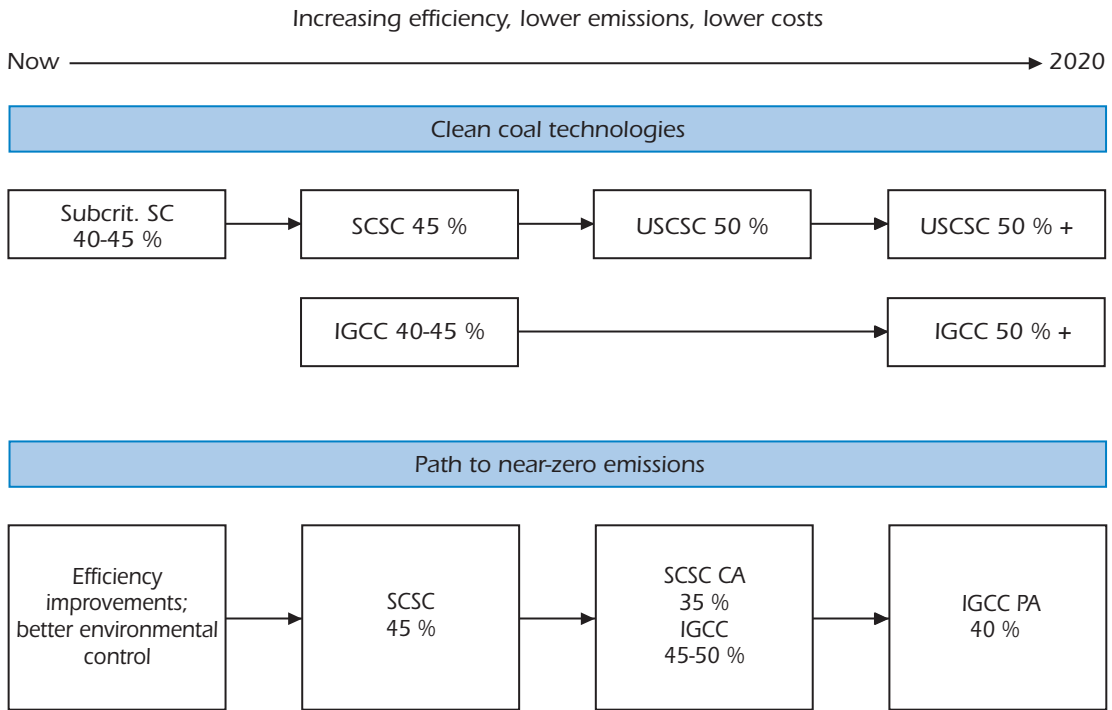 Increasing efficiency, lower emissions, lower costs
Now
2020
Clean coal technologies
Subcrit. SC
40-45 %
SCSC 45 %
USCSC 50 %
USCSC 50 % +
IGCC 40-45 %
IGCC 50 % +
Path to near-zero emissions
Efficiency
improvements;
better environmental
control
SCSC
45 %
SCSC CA
35 %
IGCC
45-50 %
IGCC PA
40 %